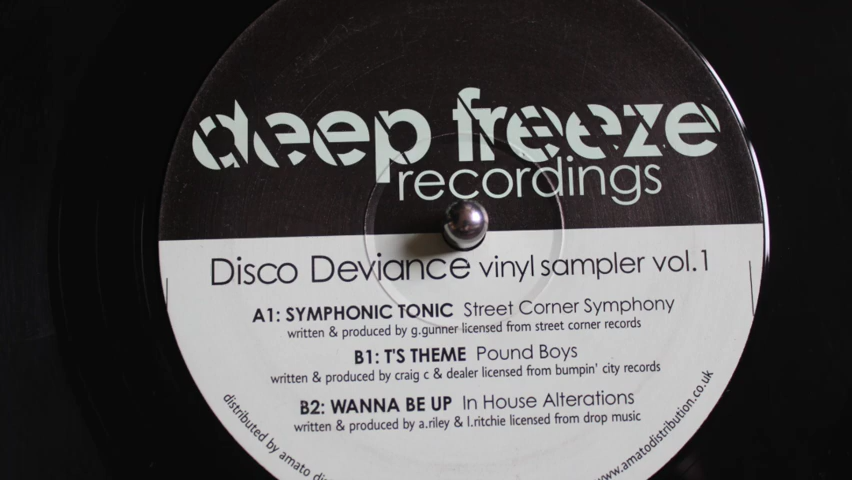 deep freeze
recordings
Disco Deviance vinyl sampler vol.1
A1: SYMPHONIC TONIC Street Corner Symphony
written & produced by g.gunner licensed from street corner records
B1: T'S THEME Pound Boys
written & produced by craig c & dealer licensed from bumpin' city records
B2: WANNA BE UP In House Alterations
written & produced by a.riley & l.ritchie licensed from drop music
distributed by amato
www.amatodistribution.co.uk